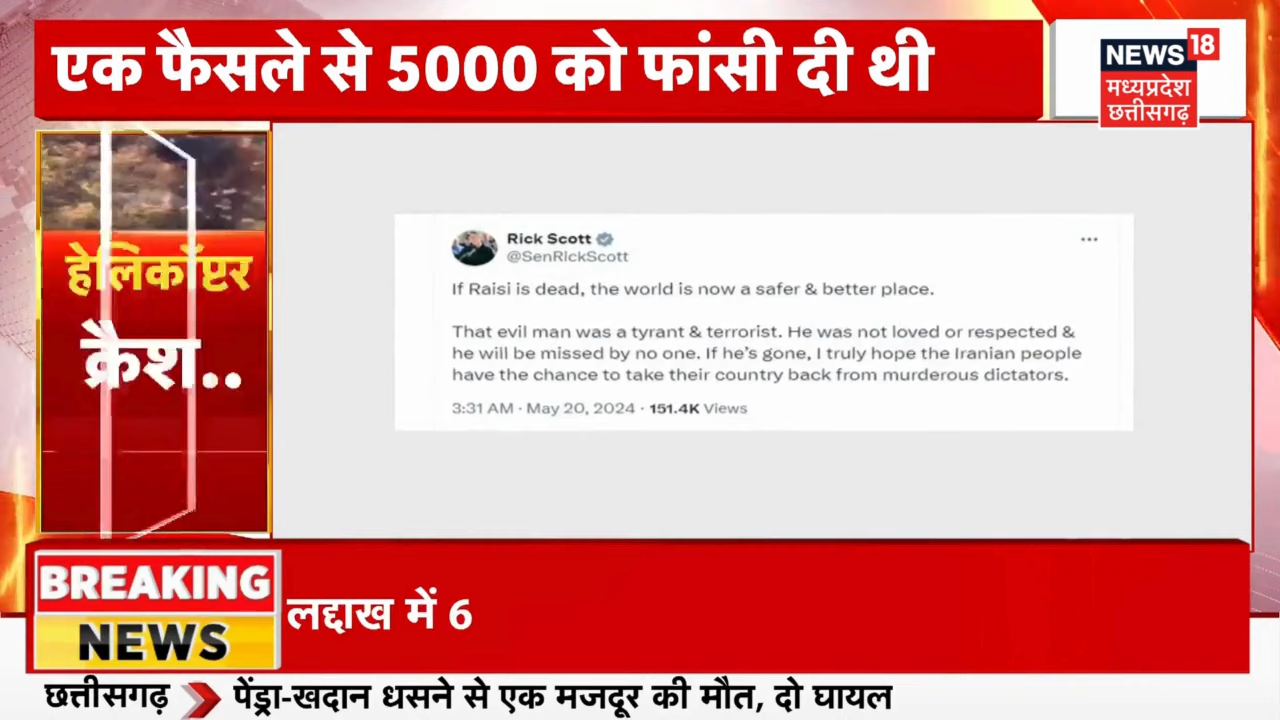 एक फैसले से 5000 को फांसी दी थी
NEWS 18
मध्यप्रदेश
छत्तीसगढ़
हेलिकॉप्टर
क्रैश..
Rick Scott
@SenRickScott
If Raisi is dead, the world is now a safer & better place.
That evil man was a tyrant & terrorist. He was not loved or respected &
he will be missed by no one. If he's gone, I truly hope the Iranian people
have the chance to take their country back from murderous dictators.
3:31 AM · May 20, 2024 · 151.4K Views
BREAKING
NEWS
लद्दाख में 6
छत्तीसगढ़ पेंड्रा-खदान धसने से एक मजदूर की मौत, दो घायल